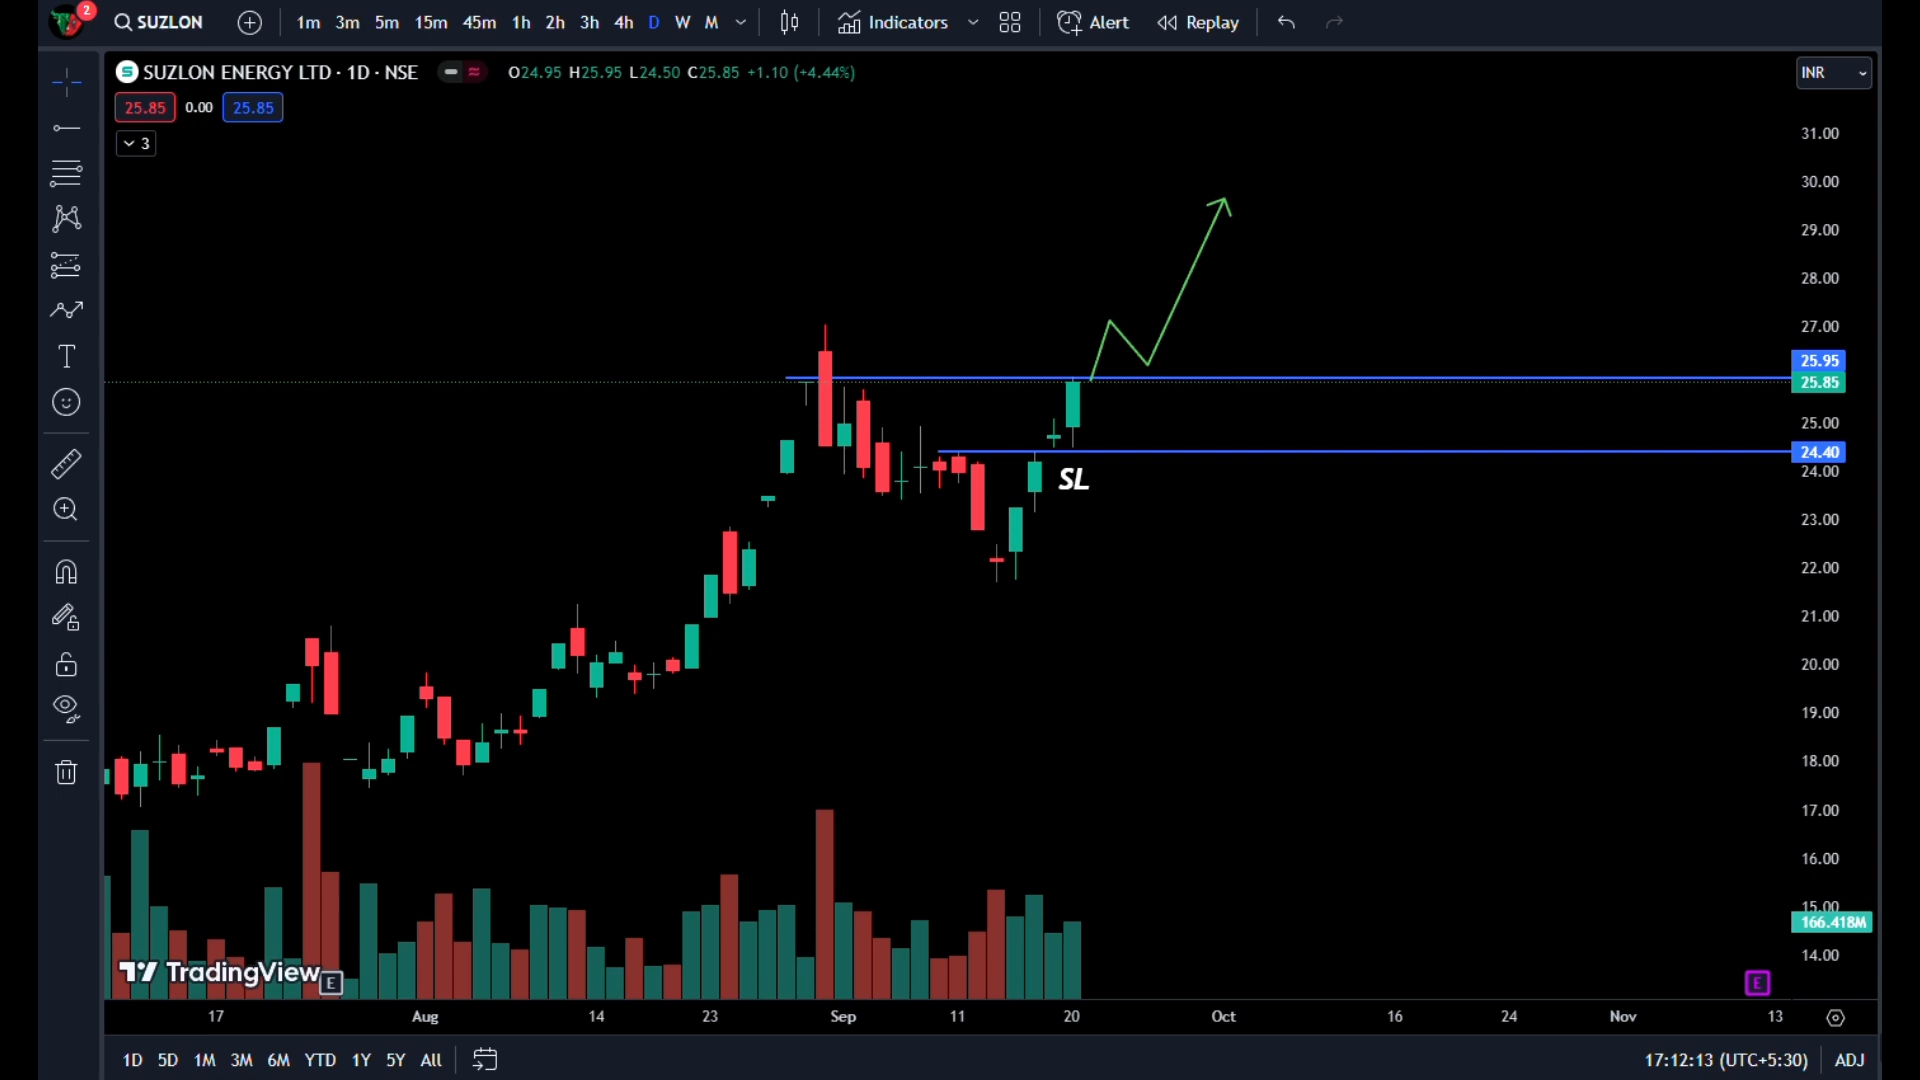 2
SUZLON 1m 3m 5m 15m 45m 1h 2h 3h 4h D W M Indicators Alert Replay
SUZLON ENERGY LTD · 1D · NSE O24.95 H25.95 L24.50 C25.85 +1.10 (+4.44%)
INR
25.85 0.00 25.85
3
31.00
30.00
29.00
28.00
27.00
25.95
25.85
25.00
24.40
24.00
SL
23.00
22.00
21.00
20.00
19.00
18.00
17.00
16.00
15.00
166.418M
14.00
TradingView
E
E
17 Aug 14 23 Sep 11 20 Oct 16 24 Nov 13
1D 5D 1M 3M 6M YTD 1Y 5Y All 17:12:13 (UTC+5:30) ADJ